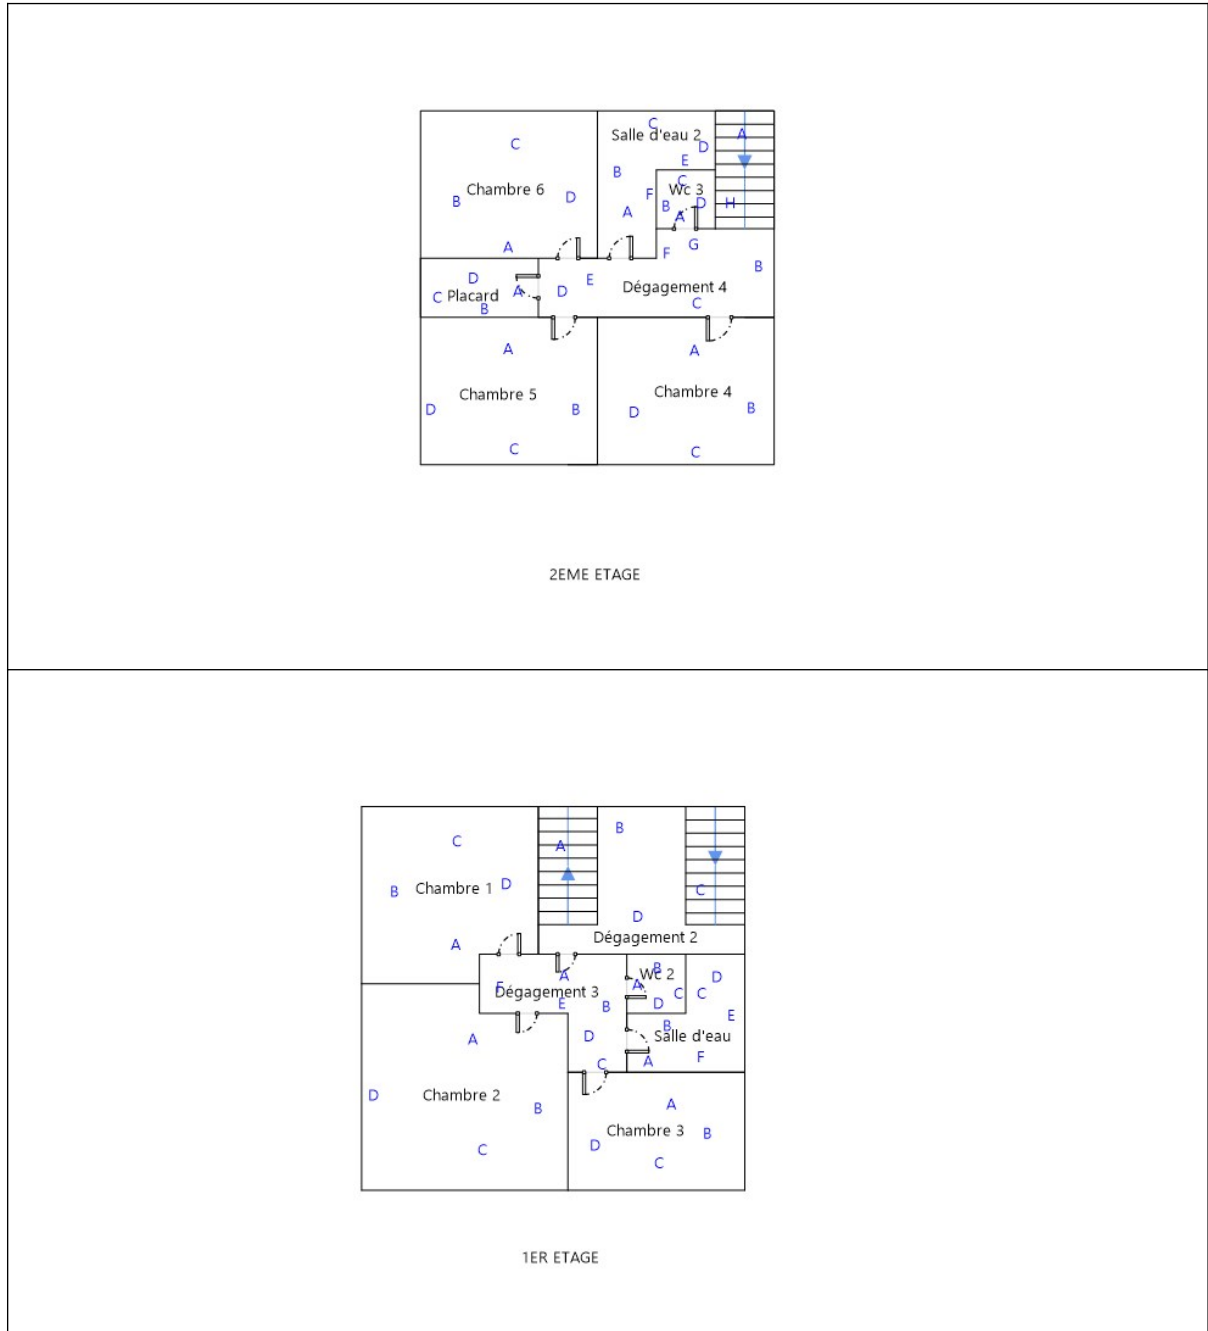 C
Salle d'eau 2
A
D
E
B
C
Chambre 6
D
B
F
Wc 3
B
D
H
A
A
A
F
G
B
D
E
D
C
Placard
A
B
Dégagement 4
C
A
A
Chambre 5
Chambre 4
D
B
D
B
C
C
2EME ETAGE
B
C
A
Chambre 1
D
B
C
D
A
Dégagement 2
B
Wc 2
D
F
A
A
C
C
Dégagement 3
E
B
D
E
B
A
D
Salle d'eau
C
A
F
Chambre 2
D
B
A
Chambre 3
B
D
C
C
1ER ETAGE